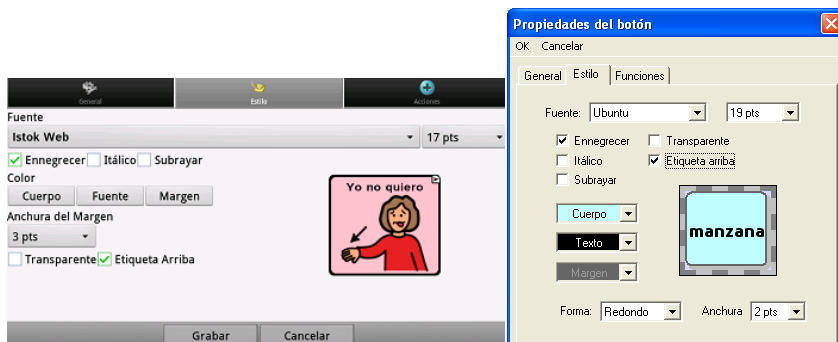 General Estilo Acciones
Fuente
Istok Web 17 pts
Ennegrecer Itálico Subrayar
Color
Cuerpo Fuente Margen
Anchura del Margen
3 pts
Transparente Etiqueta Arriba
Yo no quiero
Grabar Cancelar
Propiedades del botón
OK Cancelar
General Estilo Funciones
Fuente: Ubuntu 19 pts
Ennegrecer Transparente
Itálico Etiqueta arriba
Subrayar
Cuerpo
Texto
Margen
manzana
Forma: Redondo Anchura 2 pts